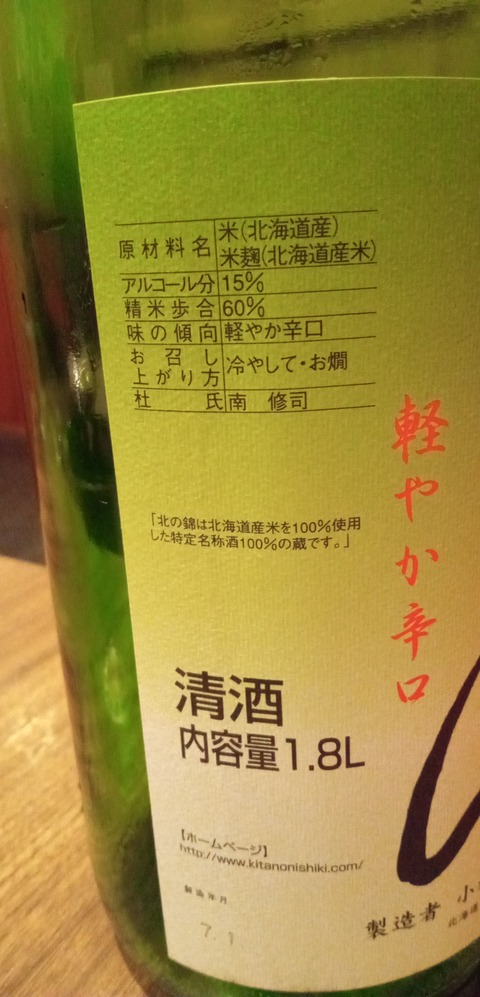 原材料名 米(北海道産)
米麹(北海道産米)
アルコール分 15%
精米歩合 60%
味の傾向 軽やか辛口
お召し上がり方 冷やして・お燗
杜氏 南 修司
軽やか辛口
「北の錦は北海道産米を100%使用
した特定名称酒100%の蔵です。」
清酒
内容量1.8L
【ホームページ】
http://www.kitanonishiki.com/
製造年月
7.1
製造者 小
北海道